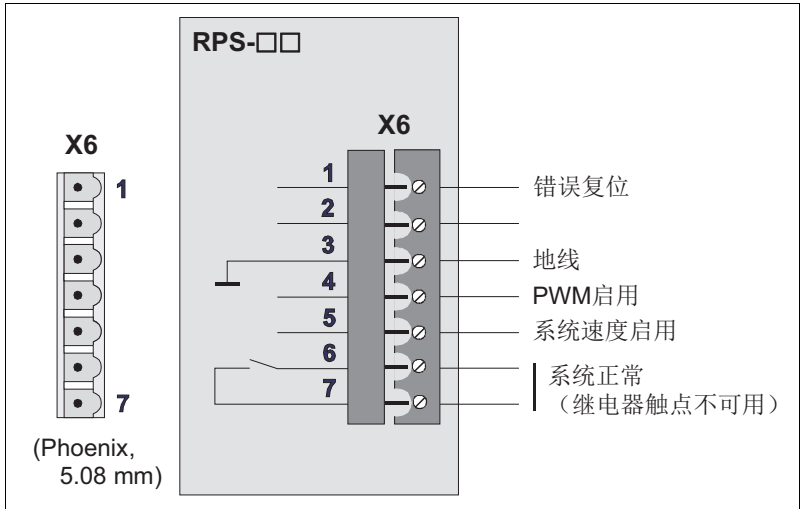 RPS-□□
X6
X6
1
7
(Phoenix,
5.08 mm)
1
2
3
4
5
6
7
错误复位
地线
PWM启用
系统速度启用
系统正常
（继电器触点不可用）